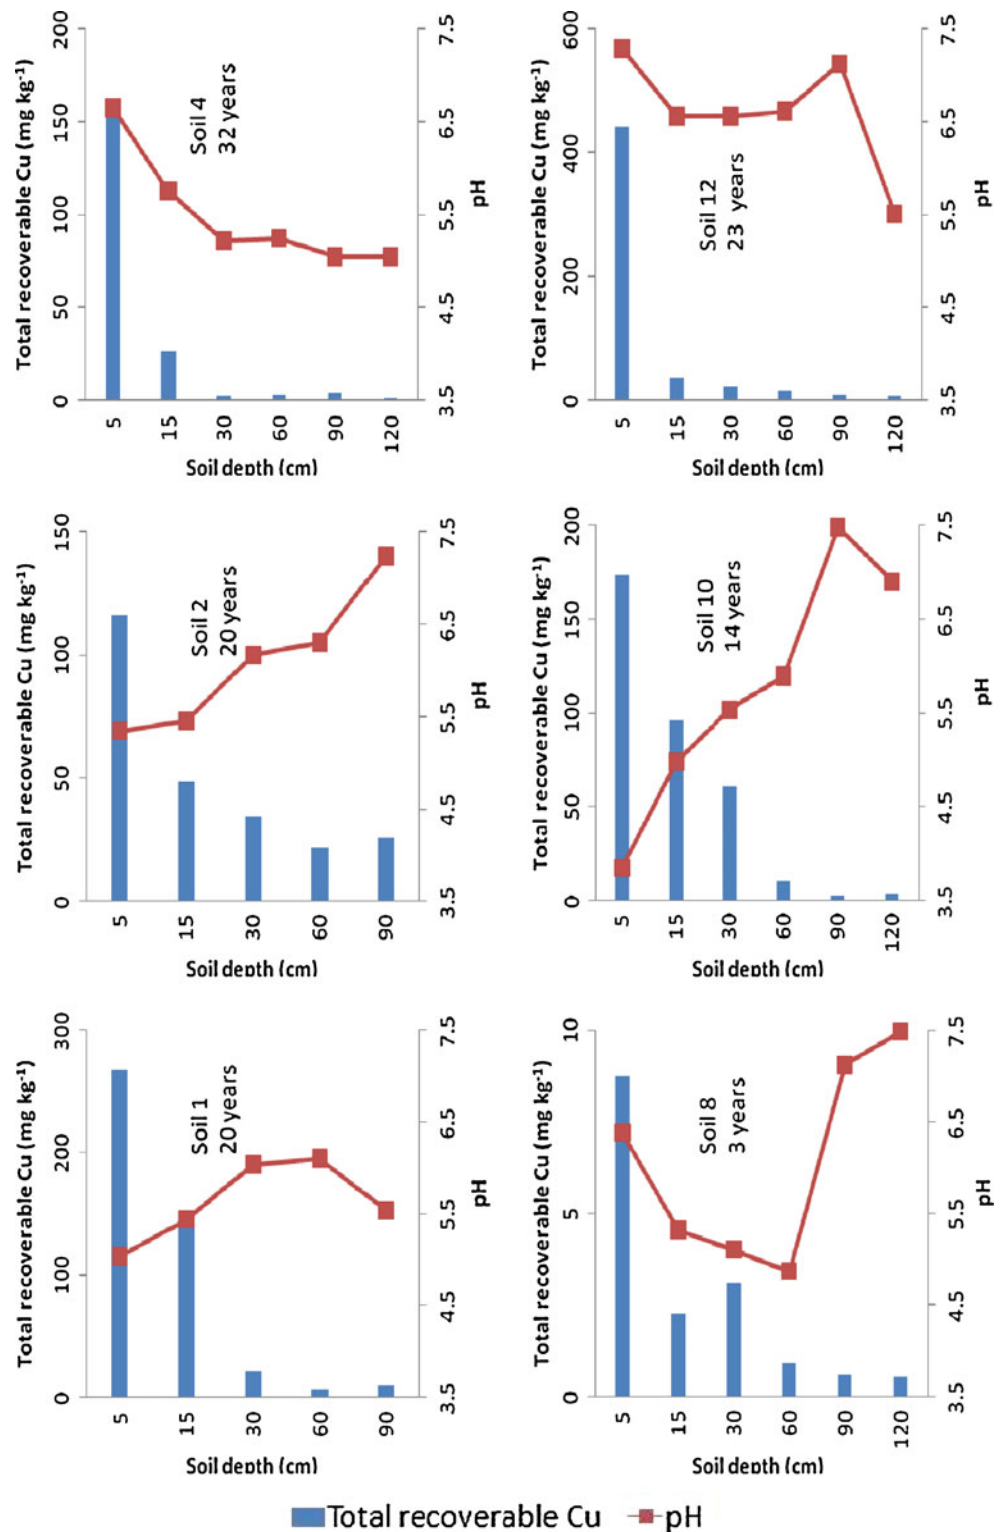 Total recoverable Cu (mg kg⁻¹)
200
150
100
50
0
7.5
6.5
5.5
4.5
3.5
pH
Soil 4
32 years
5
15
30
60
90
120
Soil depth (cm)
Total recoverable Cu (mg kg⁻¹)
600
400
200
0
7.5
6.5
5.5
4.5
3.5
pH
Soil 12
23 years
5
15
30
60
90
120
Soil depth (cm)
Total recoverable Cu (mg kg⁻¹)
150
100
50
0
7.5
6.5
5.5
4.5
3.5
pH
Soil 2
20 years
5
15
30
60
90
Soil depth (cm)
Total recoverable Cu (mg kg⁻¹)
200
150
100
50
0
7.5
6.5
5.5
4.5
3.5
pH
Soil 10
14 years
5
15
30
60
90
120
Soil depth (cm)
Total recoverable Cu (mg kg⁻¹)
300
200
100
0
7.5
6.5
5.5
4.5
3.5
pH
Soil 1
20 years
5
15
30
60
90
Soil depth (cm)
Total recoverable Cu (mg kg⁻¹)
10
5
0
7.5
6.5
5.5
4.5
3.5
pH
Soil 8
3 years
5
15
30
60
90
120
Soil depth (cm)
Total recoverable Cu
pH